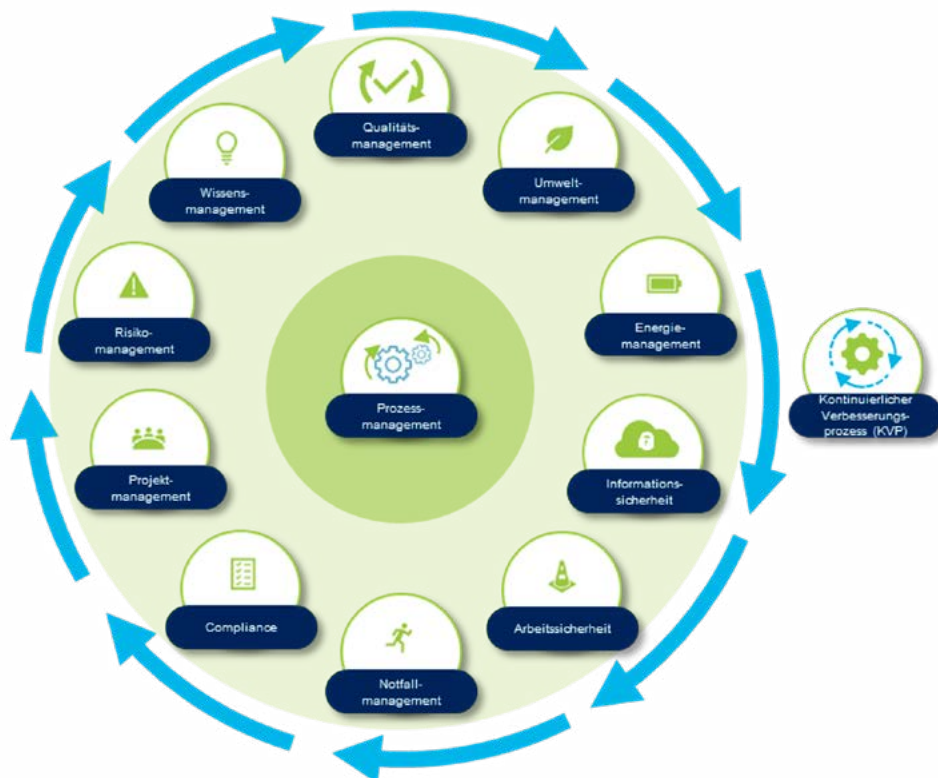 Qualitäts-
management
Umwelt-
management
Energie-
management
Informations-
sicherheit
Arbeitssicherheit
Notfall-
management
Compliance
Projekt-
management
Risiko-
management
Wissens-
management
Prozess-
management
Kontinuierlicher
Verbesserungs-
prozess (KVP)